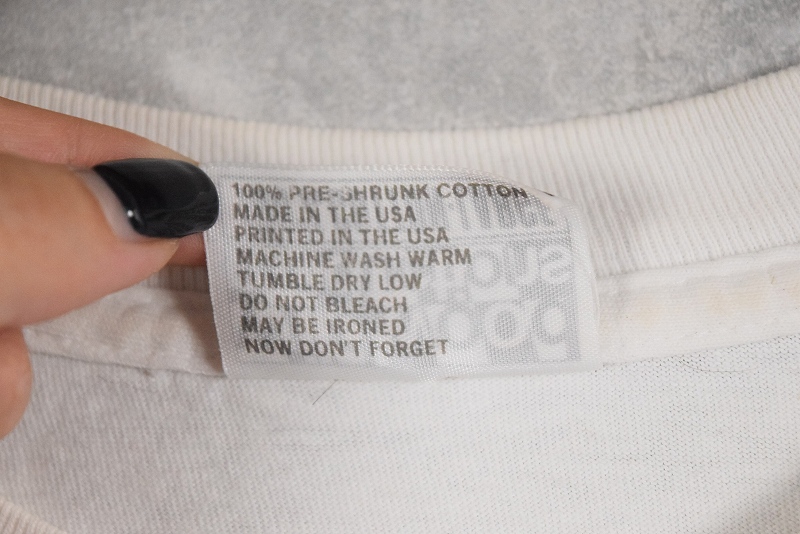 100% PRE-SHRUNK COTTON
MADE IN THE USA
PRINTED IN THE USA
MACHINE WASH WARM
TUMBLE DRY LOW
DO NOT BLEACH
MAY BE IRONED
NOW DON'T FORGET